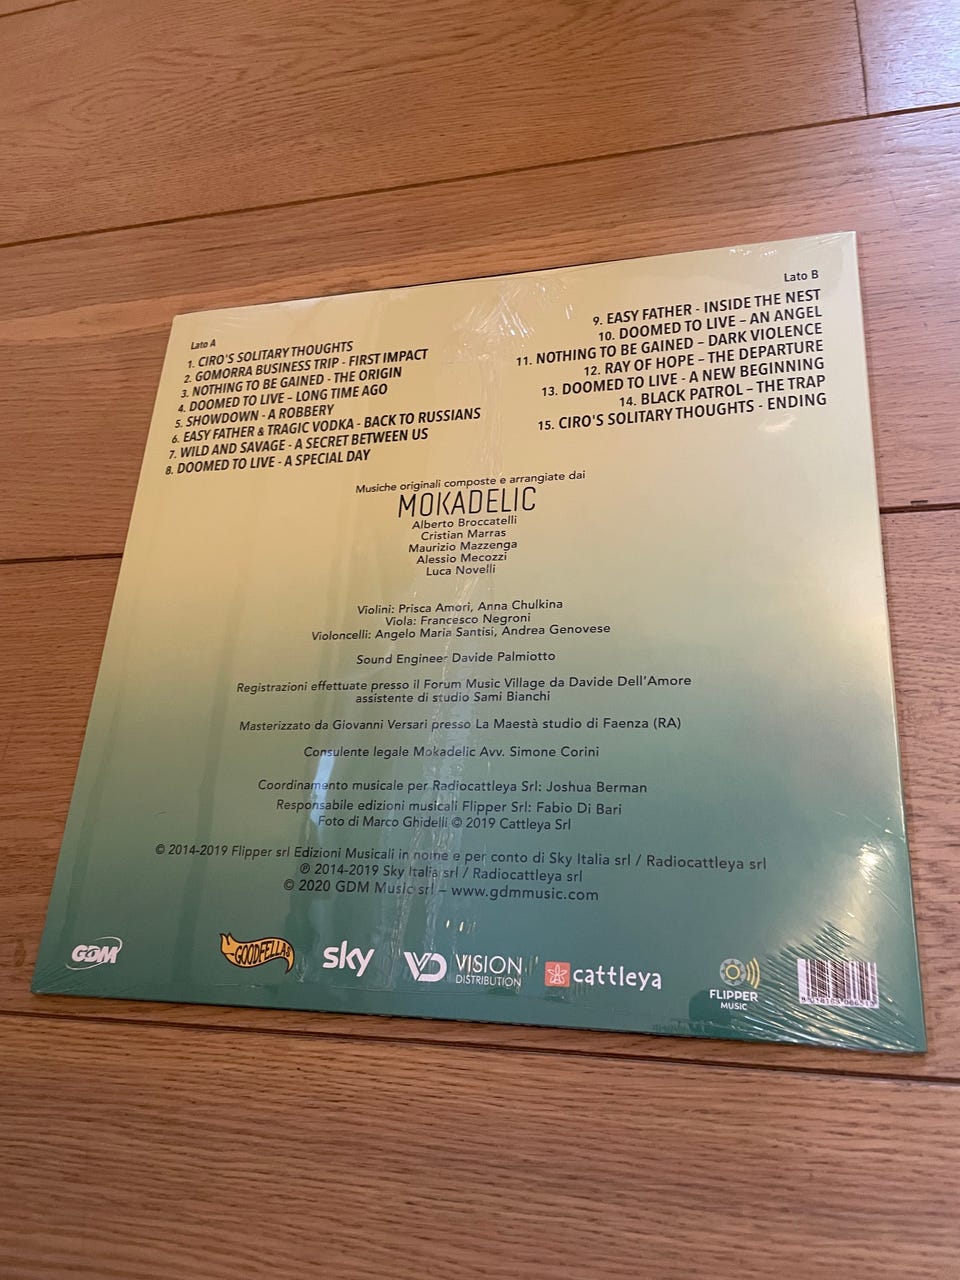 Lato A
1. CIRO'S SOLITARY THOUGHTS
2. GOMORRA BUSINESS TRIP - FIRST IMPACT
3. NOTHING TO BE GAINED - THE ORIGIN
4. DOOMED TO LIVE – LONG TIME AGO
5. SHOWDOWN - A ROBBERY
6. EASY FATHER & TRAGIC VODKA - BACK TO RUSSIANS
7. WILD AND SAVAGE - A SECRET BETWEEN US
8. DOOMED TO LIVE - A SPECIAL DAY
Lato B
9. EASY FATHER - INSIDE THE NEST
10. DOOMED TO LIVE – AN ANGEL
11. NOTHING TO BE GAINED – DARK VIOLENCE
12. RAY OF HOPE – THE DEPARTURE
13. DOOMED TO LIVE - A NEW BEGINNING
14. BLACK PATROL – THE TRAP
15. CIRO'S SOLITARY THOUGHTS - ENDING
Musiche originali composte e arrangiate dai
MOKADELIC
Alberto Broccatelli
Cristian Marras
Maurizio Mazzenga
Alessio Mecozzi
Luca Novelli
Violini: Prisca Amori, Anna Chulkina
Viola: Francesco Negroni
Violoncelli: Angelo Maria Santisi, Andrea Genovese
Sound Engineer Davide Palmiotto
Registrazioni effettuate presso il Forum Music Village da Davide Dell'Amore
assistente di studio Sami Bianchi
Masterizzato da Giovanni Versari presso La Maestà studio di Faenza (RA)
Consulente legale Mokadelic Avv. Simone Corini
Coordinamento musicale per Radiocattleya Srl: Joshua Berman
Responsabile edizioni musicali Flipper Srl: Fabio Di Bari
Foto di Marco Ghidelli © 2019 Cattleya Srl
© 2014-2019 Flipper srl Edizioni Musicali in nome e per conto di Sky Italia srl / Radiocattleya srl
℗ 2014-2019 Sky Italia srl / Radiocattleya srl
© 2020 GDM Music srl – www.gdmmusic.com
GDM
GOODFELLAS
sky
VD VISION
DISTRIBUTION
cattleya
FLIPPER
MUSIC